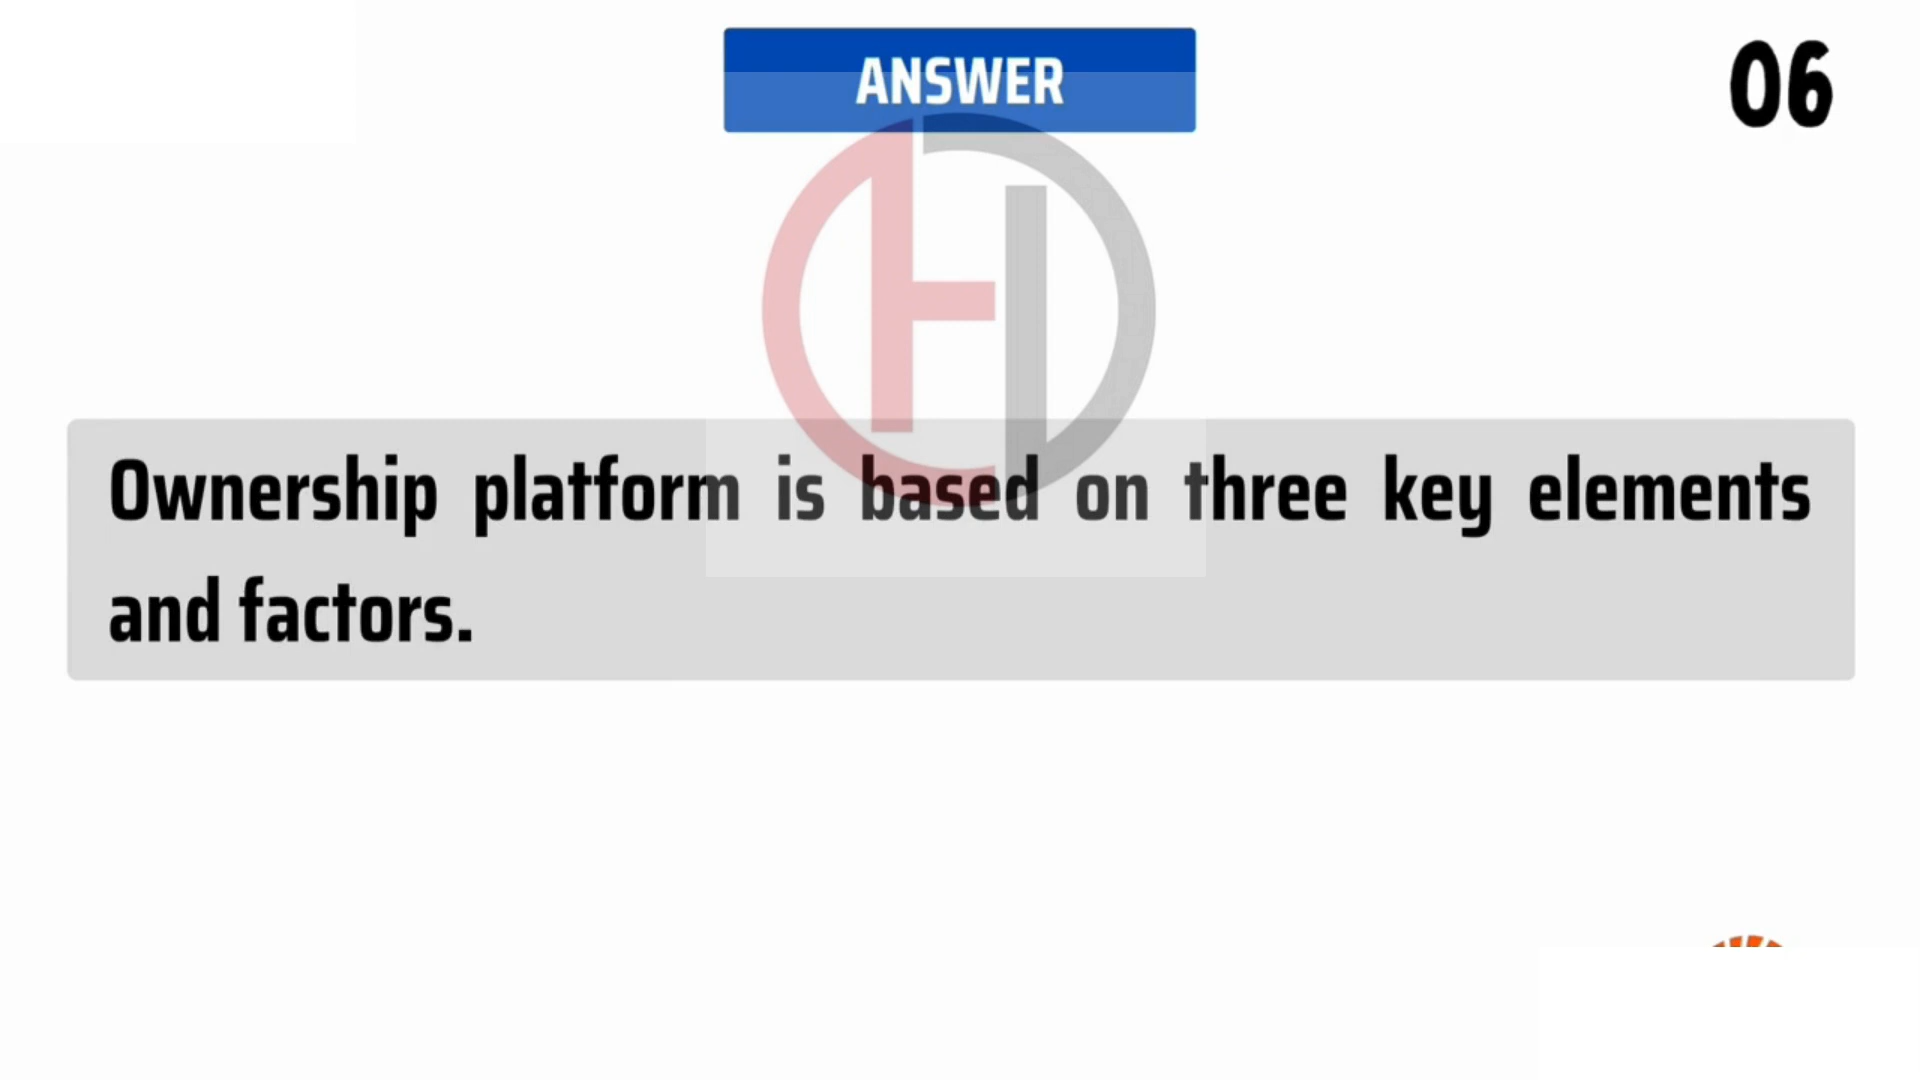 ANSWER
06
Ownership platform is based on three key elements
and factors.